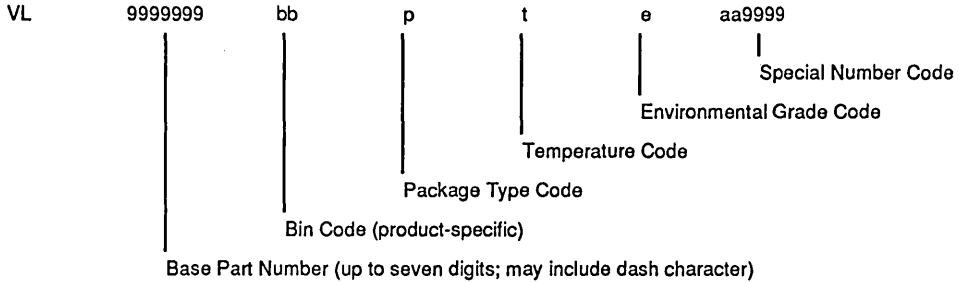 VL 9999999 bb p t e aa9999
Special Number Code
Environmental Grade Code
Temperature Code
Package Type Code
Bin Code (product-specific)
Base Part Number (up to seven digits; may include dash character)